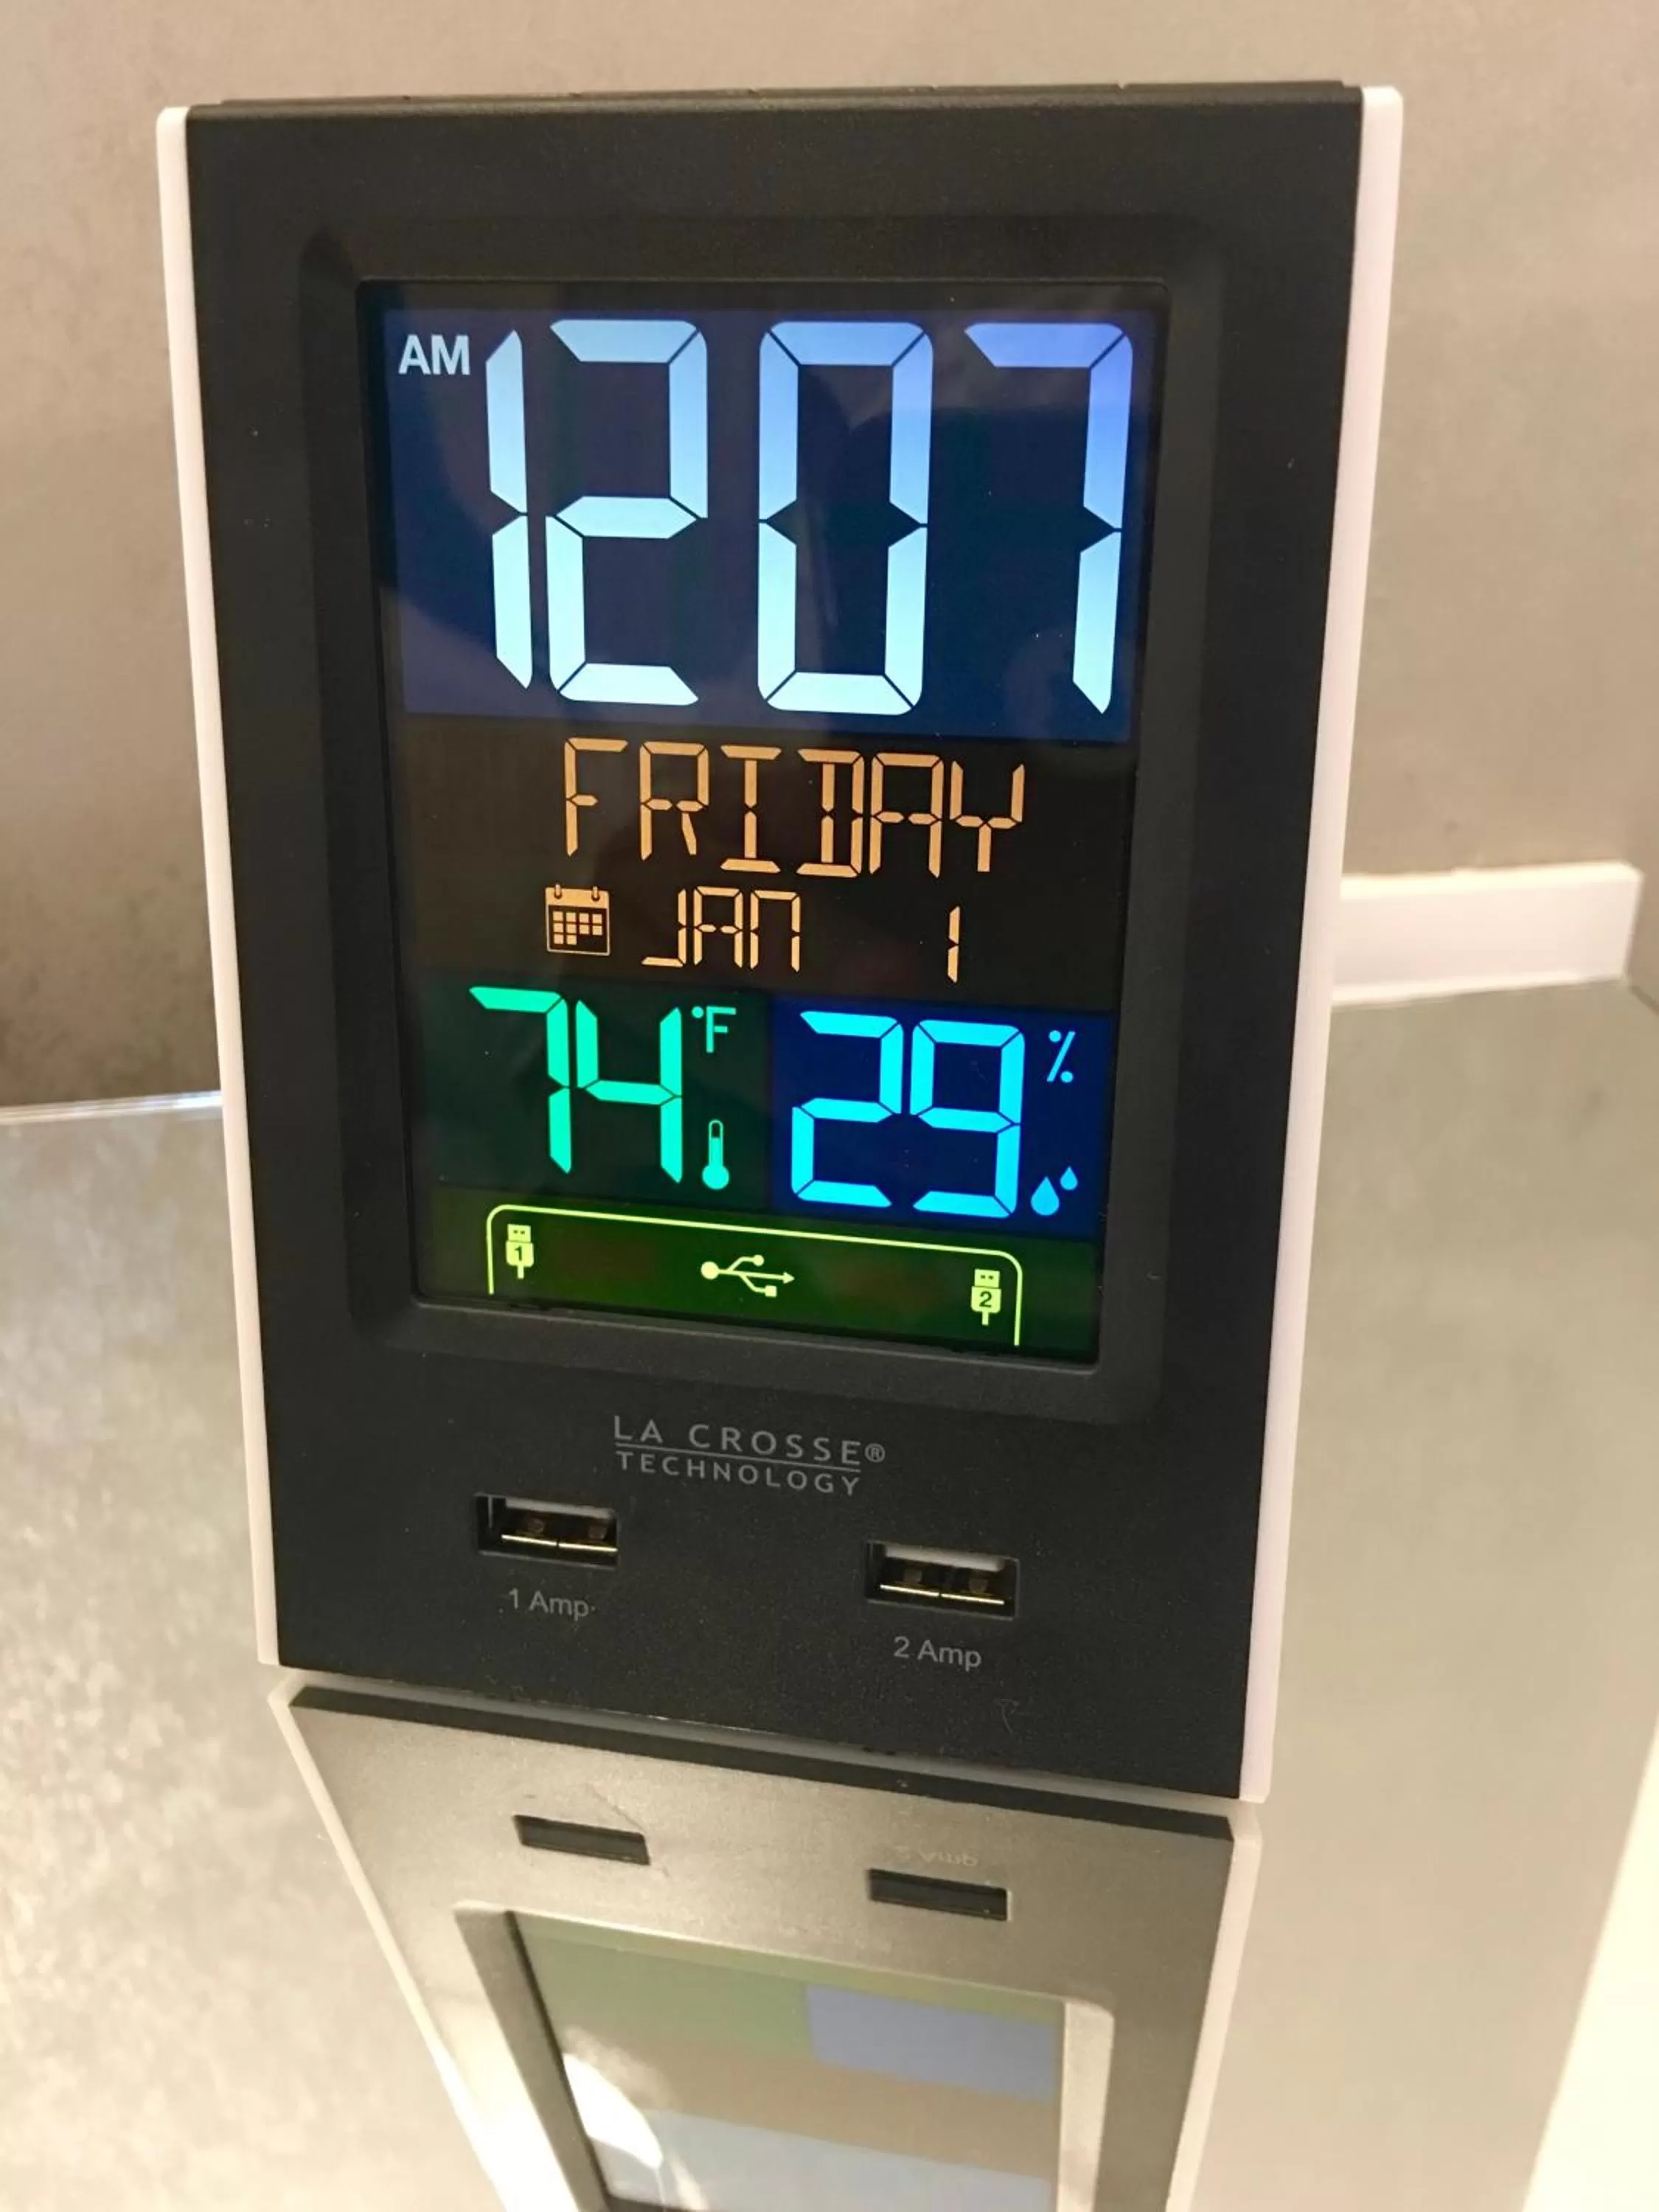 AM 1207
FRIDAY
JAN 1
74 °F 29 %
1 2
LA CROSSE®
TECHNOLOGY
1 Amp
2 Amp